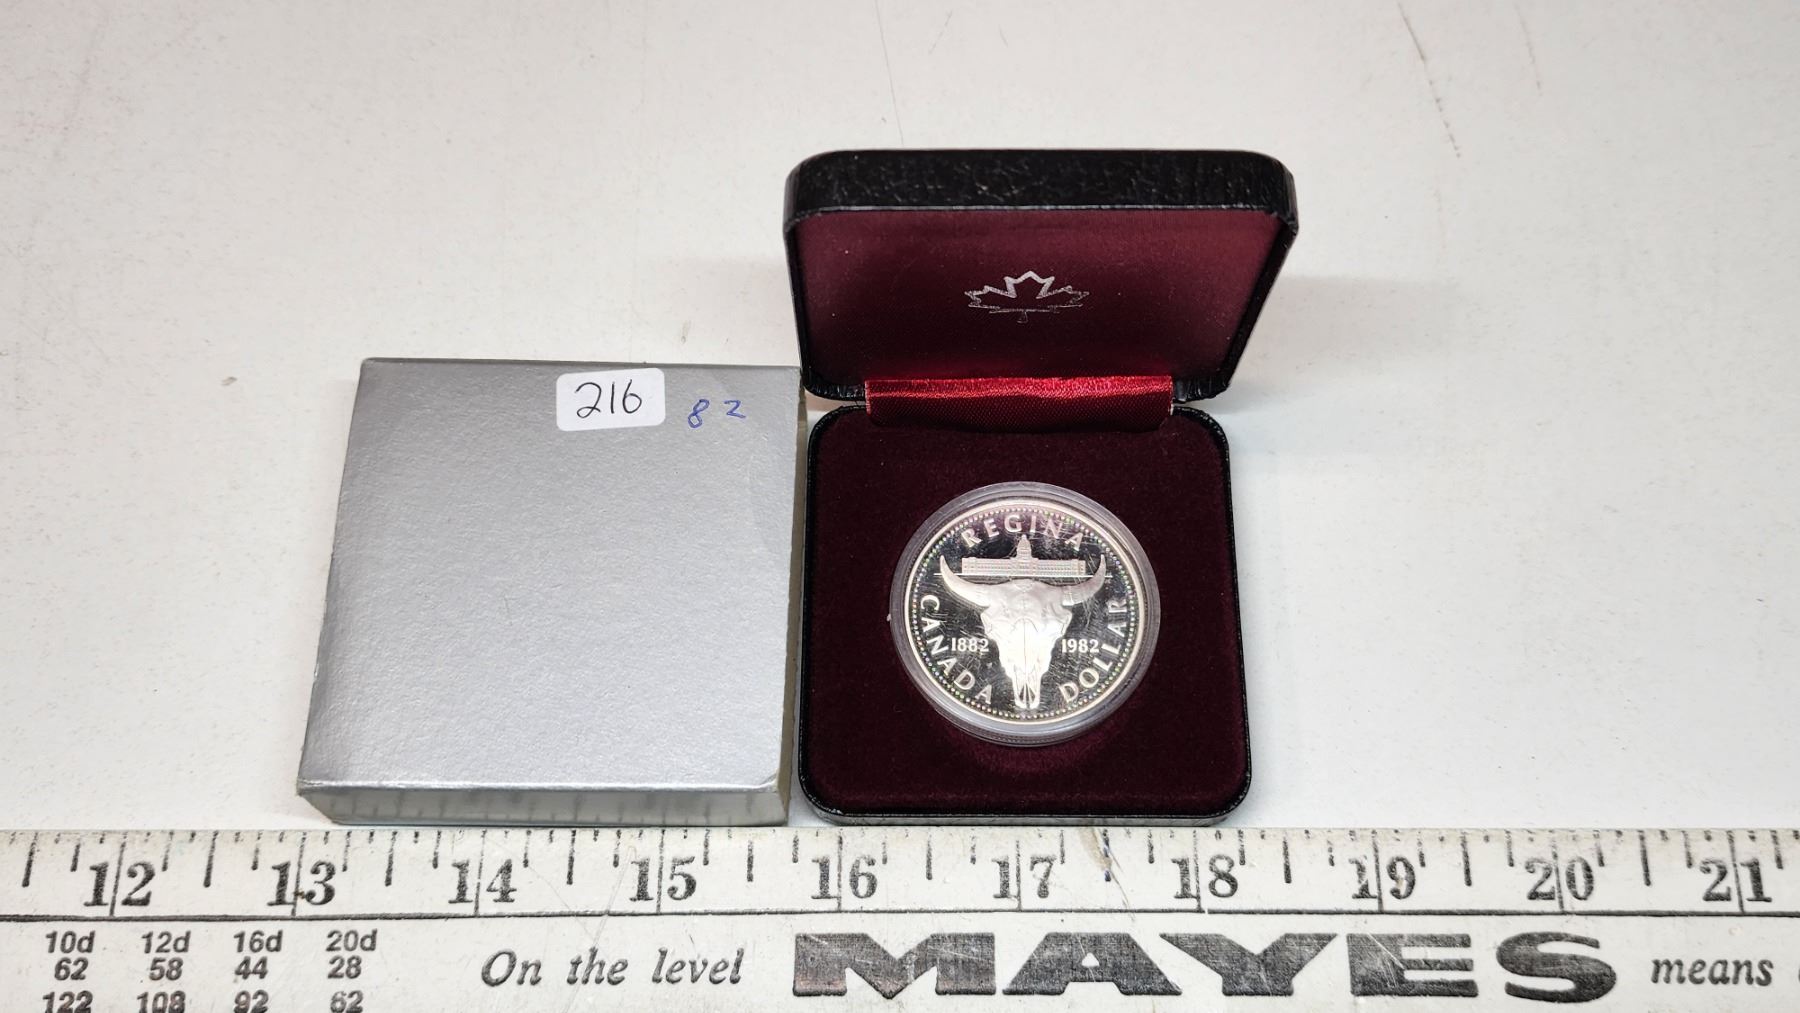 216 82
REGINA
1882 1982
CANADA DOLLAR
12 13 14 15 16 17 18 19 20 21
10d 12d 16d 20d
62 58 44 28
122 108 92 62
On the level MAYES means